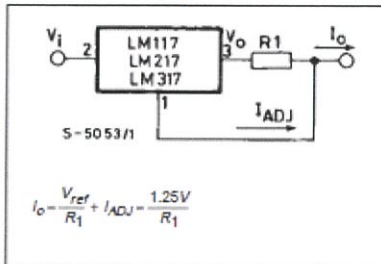 Vi 2 LM117 3 Vo R1 Io
LM217
LM317
1
IADJ
S-5053/1
Io = Vref/R1 + IADJ = 1.25V/R1